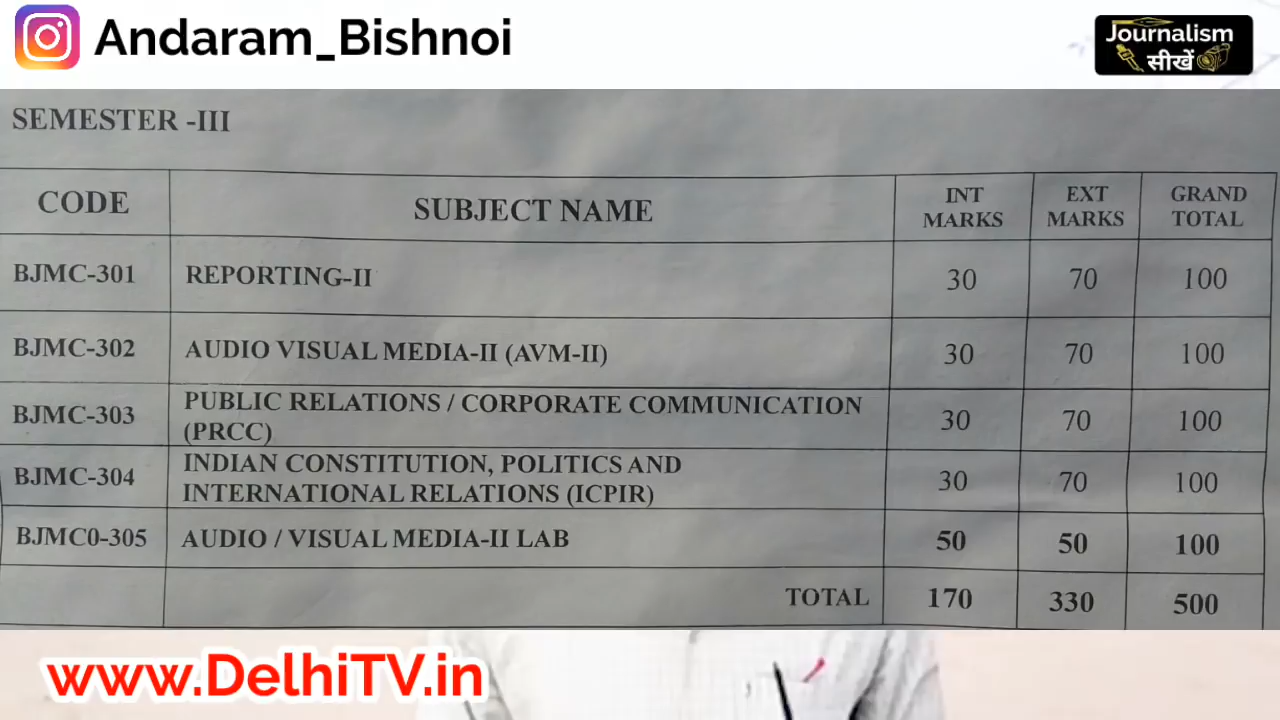 Andaram_Bishnoi
Journalism
सीखें
SEMESTER -III
CODE SUBJECT NAME INT MARKS EXT MARKS GRAND TOTAL
BJMC-301 REPORTING-II 30 70 100
BJMC-302 AUDIO VISUAL MEDIA-II (AVM-II) 30 70 100
BJMC-303 PUBLIC RELATIONS / CORPORATE COMMUNICATION
(PRCC) 30 70 100
BJMC-304 INDIAN CONSTITUTION, POLITICS AND
INTERNATIONAL RELATIONS (ICPIR) 30 70 100
BJMC0-305 AUDIO / VISUAL MEDIA-II LAB 50 50 100
TOTAL 170 330 500
www.DelhiTV.in